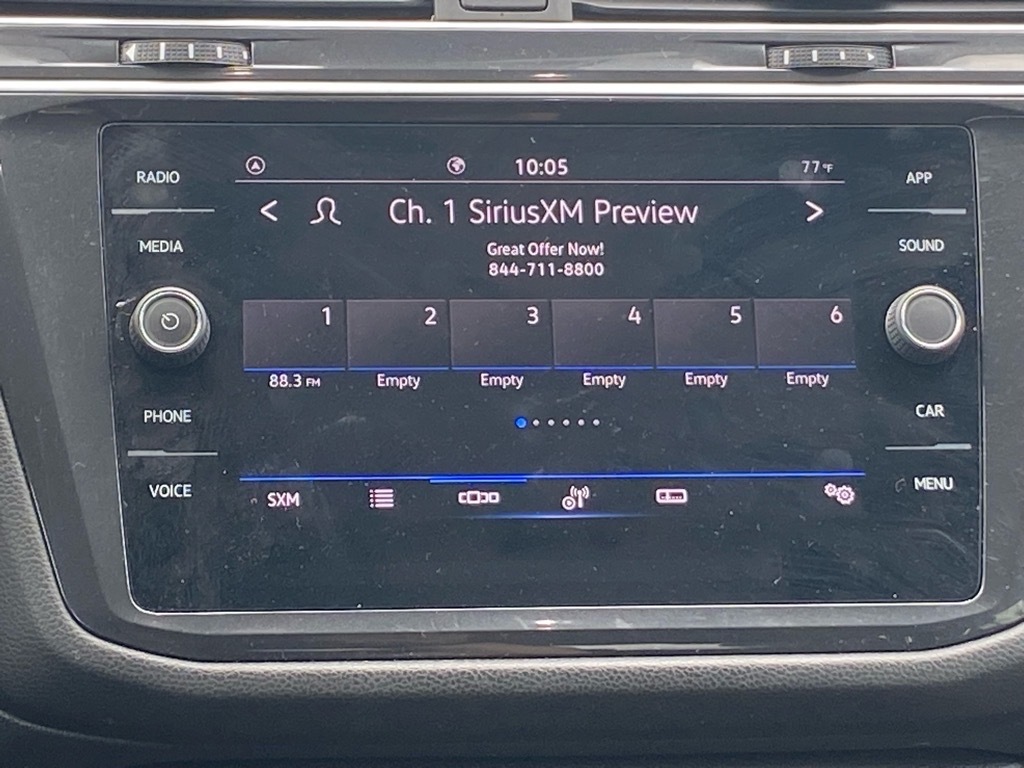 10:05
77°F
RADIO
APP
Ch. 1 SiriusXM Preview
MEDIA
SOUND
Great Offer Now!
844-711-8800
1 2 3 4 5 6
88.3 FM Empty Empty Empty Empty Empty
PHONE
CAR
VOICE
SXM
MENU